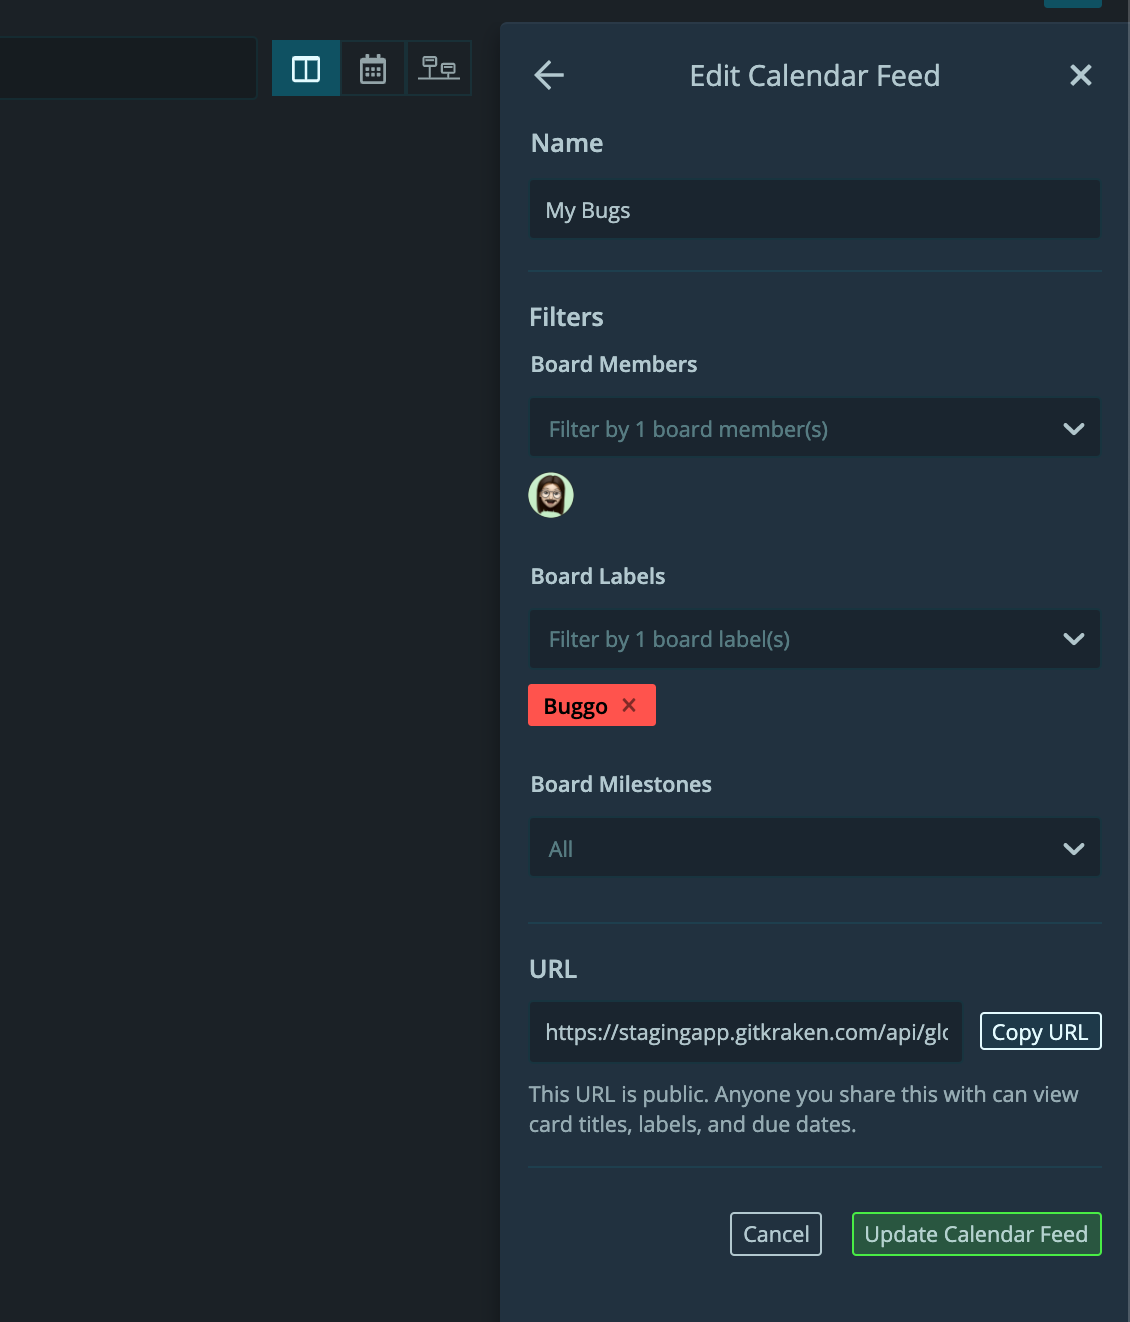 Edit Calendar Feed
Name
My Bugs
Filters
Board Members
Filter by 1 board member(s)
Board Labels
Filter by 1 board label(s)
Buggo
Board Milestones
All
URL
https://stagingapp.gitkraken.com/api/glo
Copy URL
This URL is public. Anyone you share this with can view
card titles, labels, and due dates.
Cancel
Update Calendar Feed